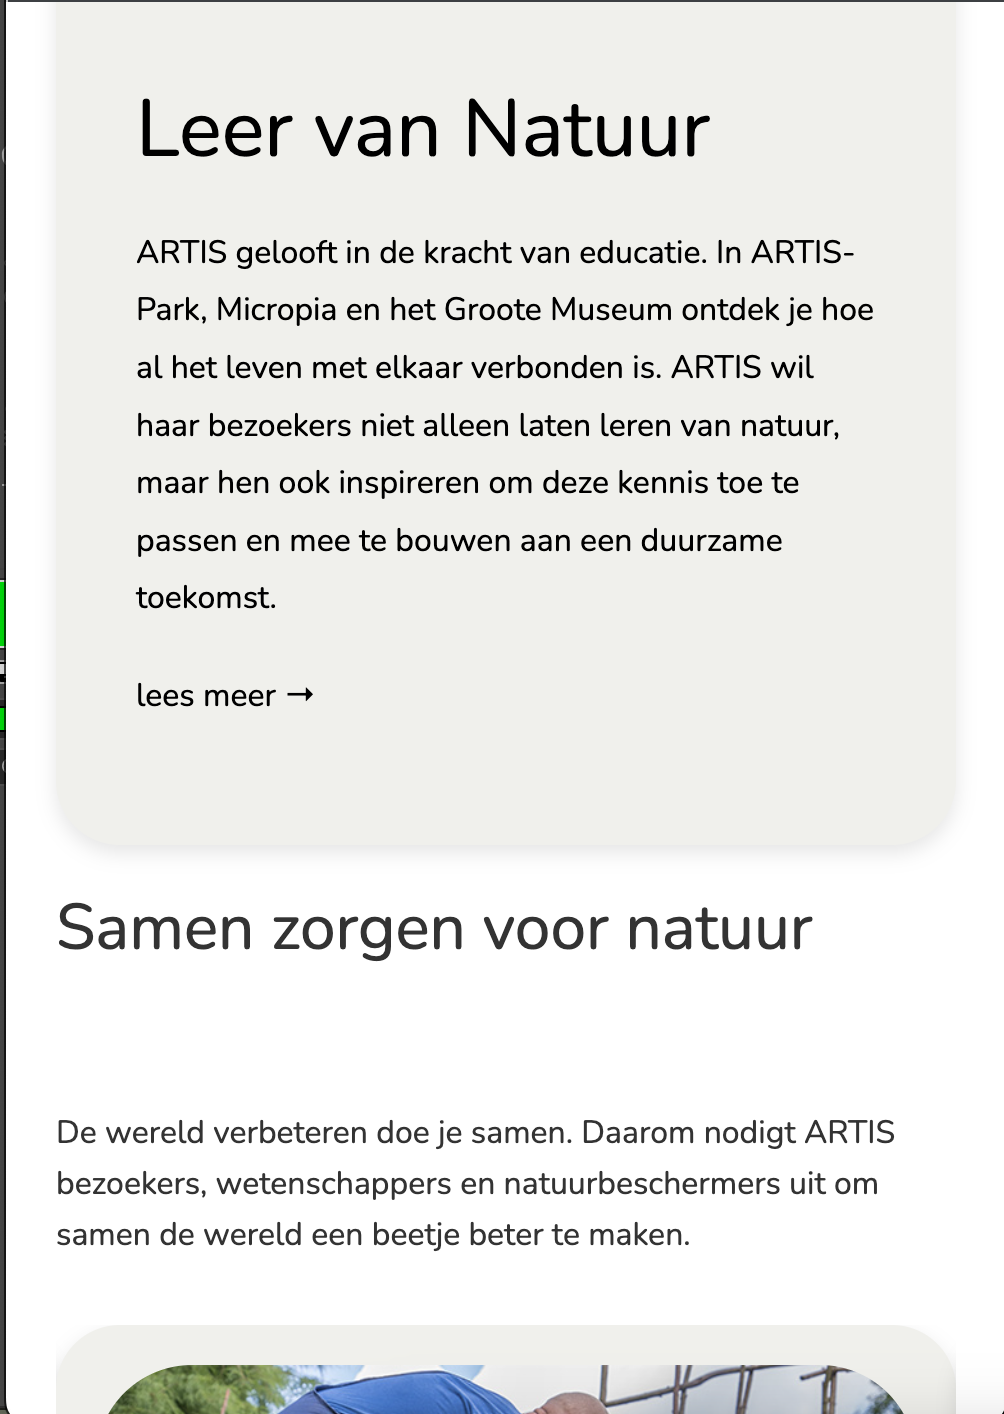 Leer van Natuur
ARTIS gelooft in de kracht van educatie. In ARTIS-
Park, Micropia en het Groote Museum ontdek je hoe
al het leven met elkaar verbonden is. ARTIS wil
haar bezoekers niet alleen laten leren van natuur,
maar hen ook inspireren om deze kennis toe te
passen en mee te bouwen aan een duurzame
toekomst.
lees meer →
Samen zorgen voor natuur
De wereld verbeteren doe je samen. Daarom nodigt ARTIS
bezoekers, wetenschappers en natuurbeschermers uit om
samen de wereld een beetje beter te maken.